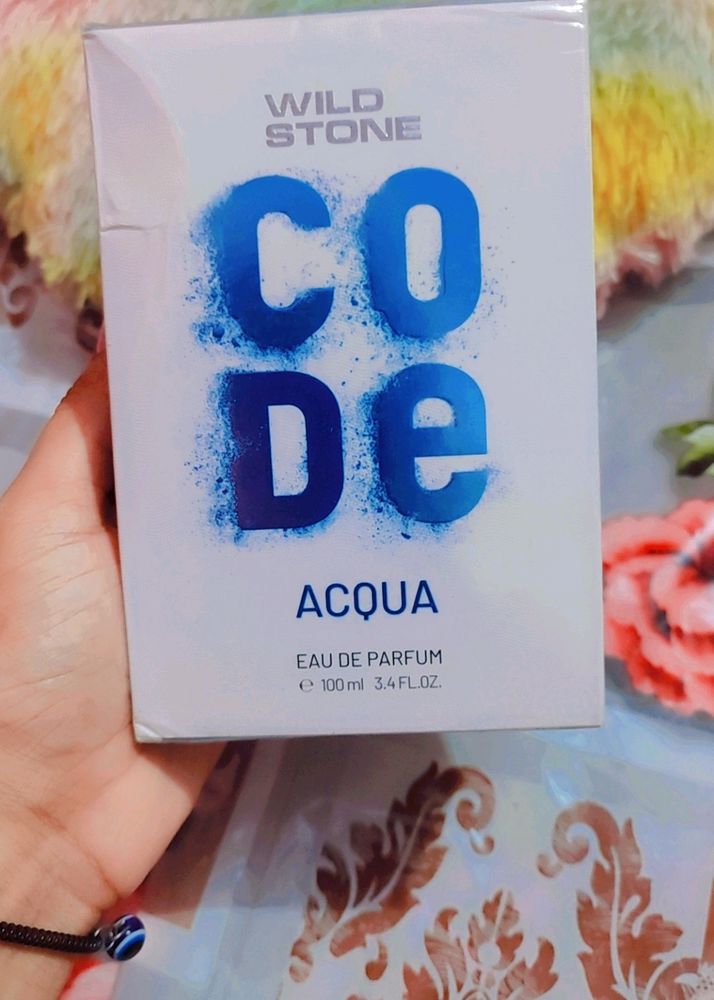 WILD
STONE
CO
De
ACQUA
EAU DE PARFUM
℮ 100 ml 3.4 FL.OZ.